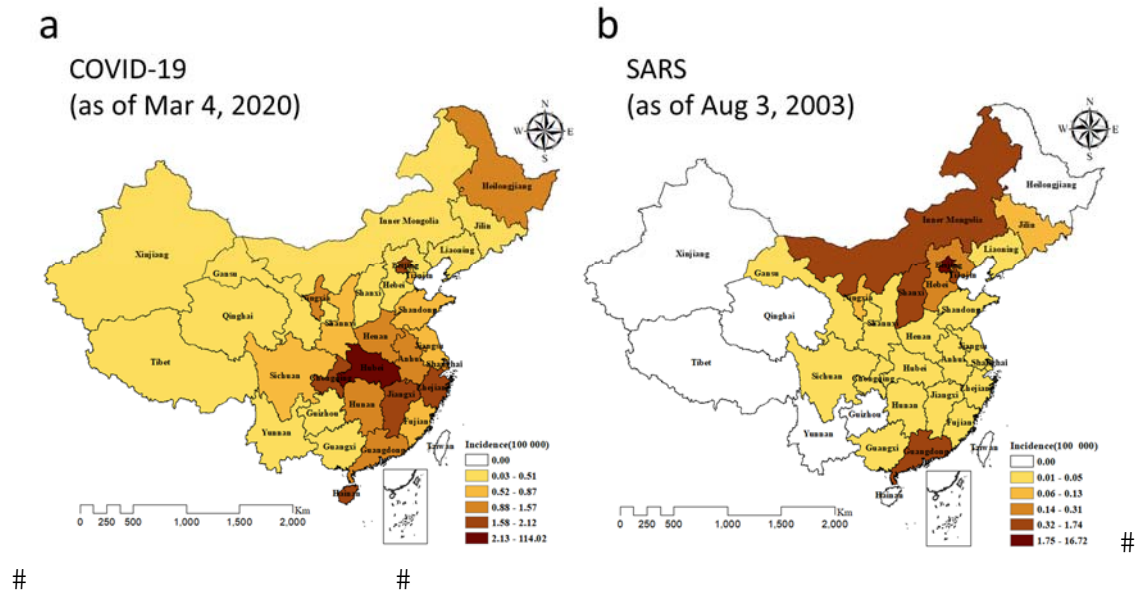 a
COVID-19
(as of Mar 4, 2020)
N
W E
S
Heilongjiang
Inner Mongolia
Jilin
Xinjiang
Liaoning
Gansu
Beijing
Tianjin
Hebei
Ningxia
Shanxi
Shandong
Qinghai
Shanxi
Henan
Jiangsu
Tibet
Anhui
Shanghai
Sichuan
Hubei
Chongqing
Zhejiang
Hunan
Jiangxi
Guizhou
Fujian
Yunnan
Guangxi
Guangdong
Taiwan
Hainan
Incidence(100 000)
0.00
0.03 - 0.51
0.52 - 0.87
0.88 - 1.57
1.58 - 2.12
2.13 - 114.02
Km
0 250 500 1,000 1,500 2,000
b
SARS
(as of Aug 3, 2003)
N
W E
S
Heilongjiang
Inner Mengolia
Jilin
Xinjiang
Liaoning
Gansu
Beijing
Tianjin
Hebei
Ningxia
Shanxi
Shandong
Qinghai
Shanxi
Henan
Jiangsu
Tibet
Anhui
Shanghai
Sichuan
Hubei
Chongqing
Zhejiang
Hunan
Jiangxi
Guizhou
Fujian
Yunnan
Guangxi
Guangdong
Taiwan
Hainan
Incidence(100 000)
0.00
0.01 - 0.05
0.06 - 0.13
0.14 - 0.31
0.32 - 1.74
1.75 - 16.72
Km
0 250 500 1,000 1,500 2,000
#
# #